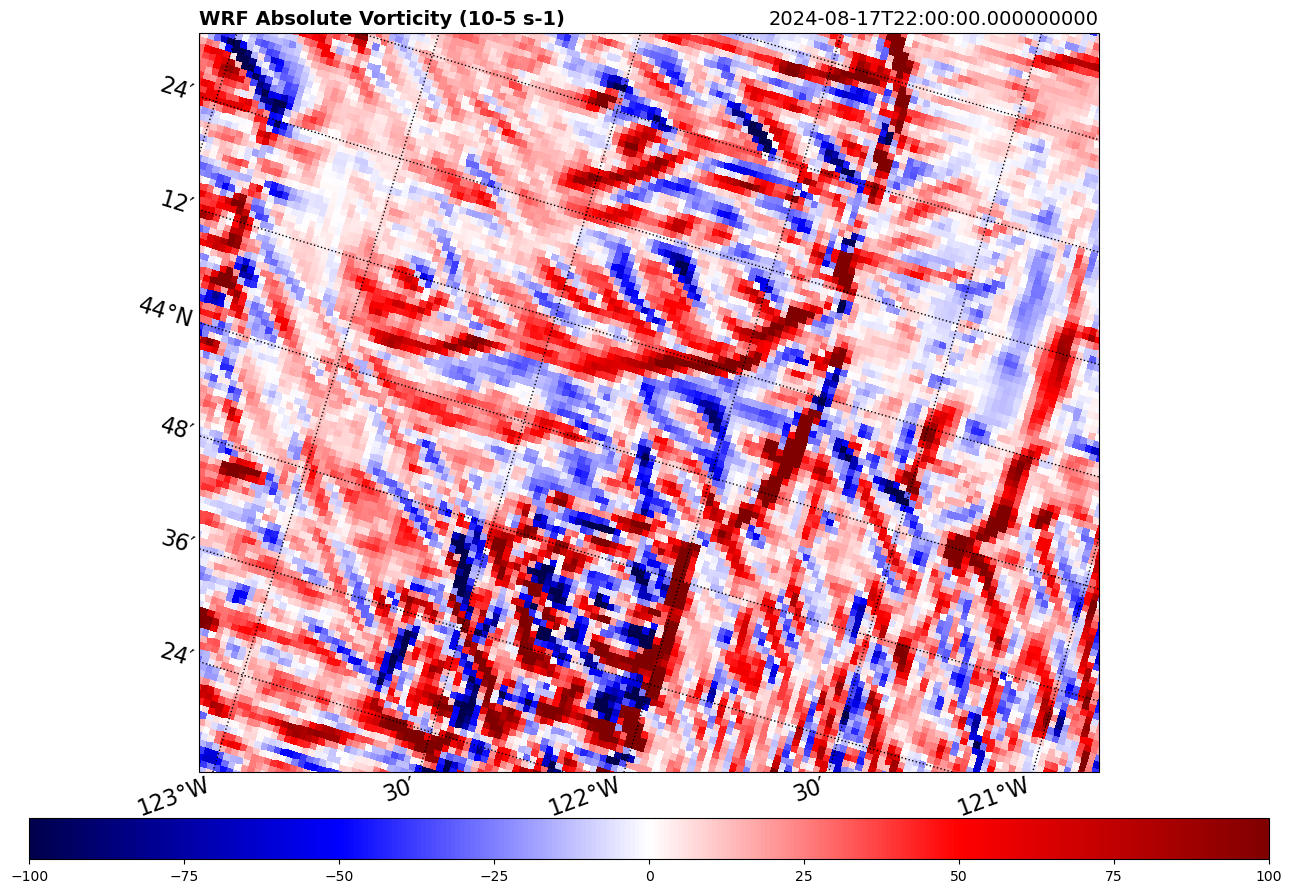 WRF Absolute Vorticity (10-5 s-1)
2024-08-17T22:00:00.000000000
24′
12′
44°N
48′
36′
24′
123°W
30′
122°W
30′
121°W
−100
−75
−50
−25
0
25
50
75
100